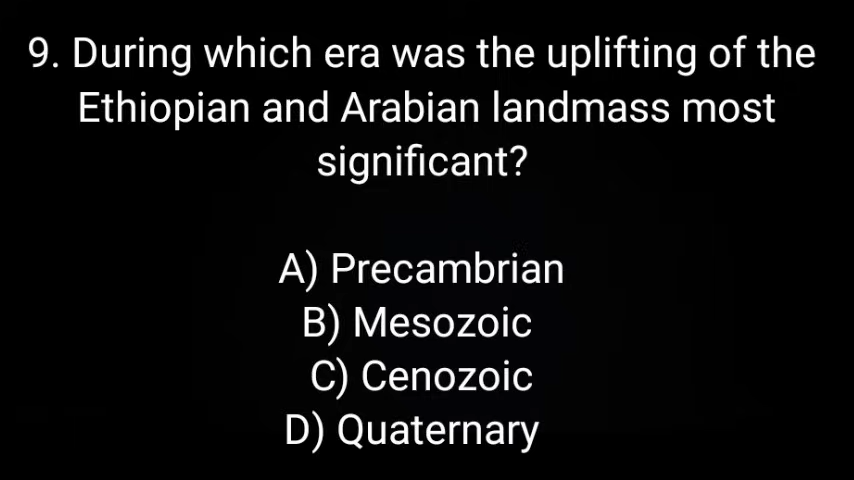 9. During which era was the uplifting of the
Ethiopian and Arabian landmass most
significant?
A) Precambrian
B) Mesozoic
C) Cenozoic
D) Quaternary